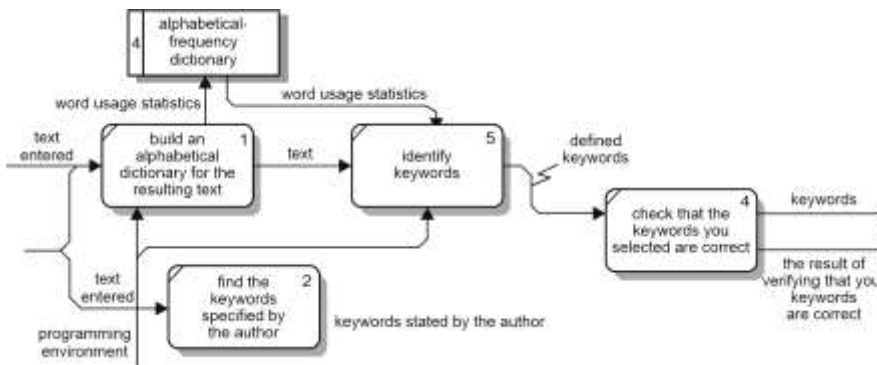 4
alphabetical-
frequency
dictionary
word usage statistics
word usage statistics
text
entered
build an
alphabetical
dictionary for the
resulting text
1
text
identify
keywords
5
defined
keywords
check that the
keywords you
selected are correct
4
keywords
the result of
verifying that you
keywords
are correct
text
entered
find the
keywords
specified by
the author
2
keywords stated by the author
programming
environment